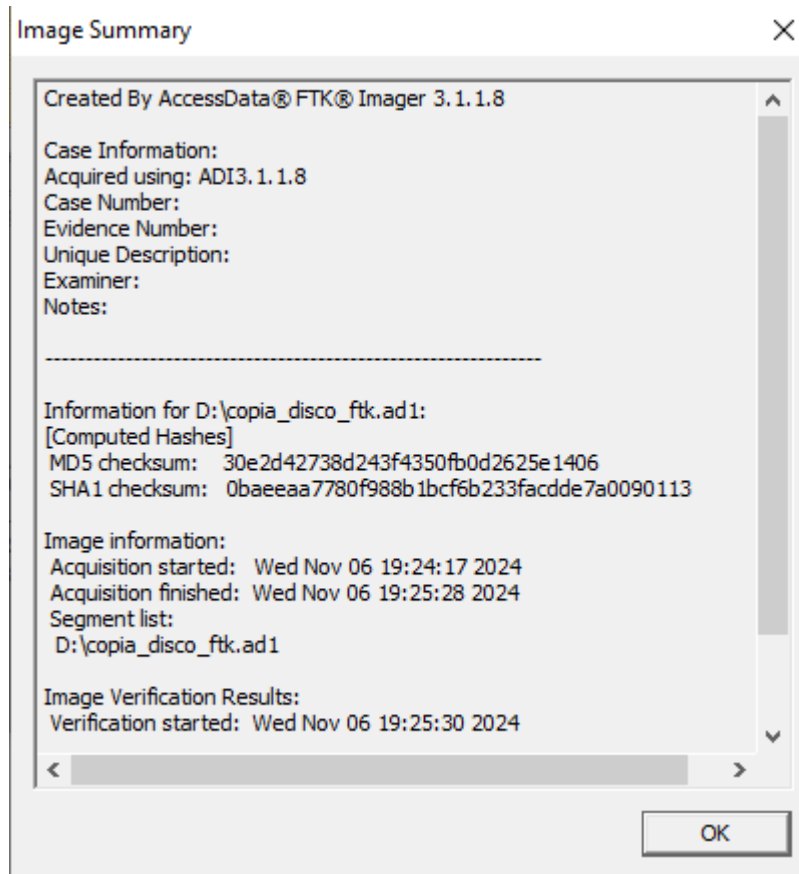 Image Summary
Created By AccessData® FTK® Imager 3.1.1.8
Case Information:
Acquired using: ADI3.1.1.8
Case Number:
Evidence Number:
Unique Description:
Examiner:
Notes:
--------------------------------------------------------------
Information for D:\copia_disco_ftk.ad1:
[Computed Hashes]
MD5 checksum: 30e2d42738d243f4350fb0d2625e1406
SHA1 checksum: 0baeeaa7780f988b1bcf6b233facdde7a0090113
Image information:
Acquisition started: Wed Nov 06 19:24:17 2024
Acquisition finished: Wed Nov 06 19:25:28 2024
Segment list:
D:\copia_disco_ftk.ad1
Image Verification Results:
Verification started: Wed Nov 06 19:25:30 2024
OK